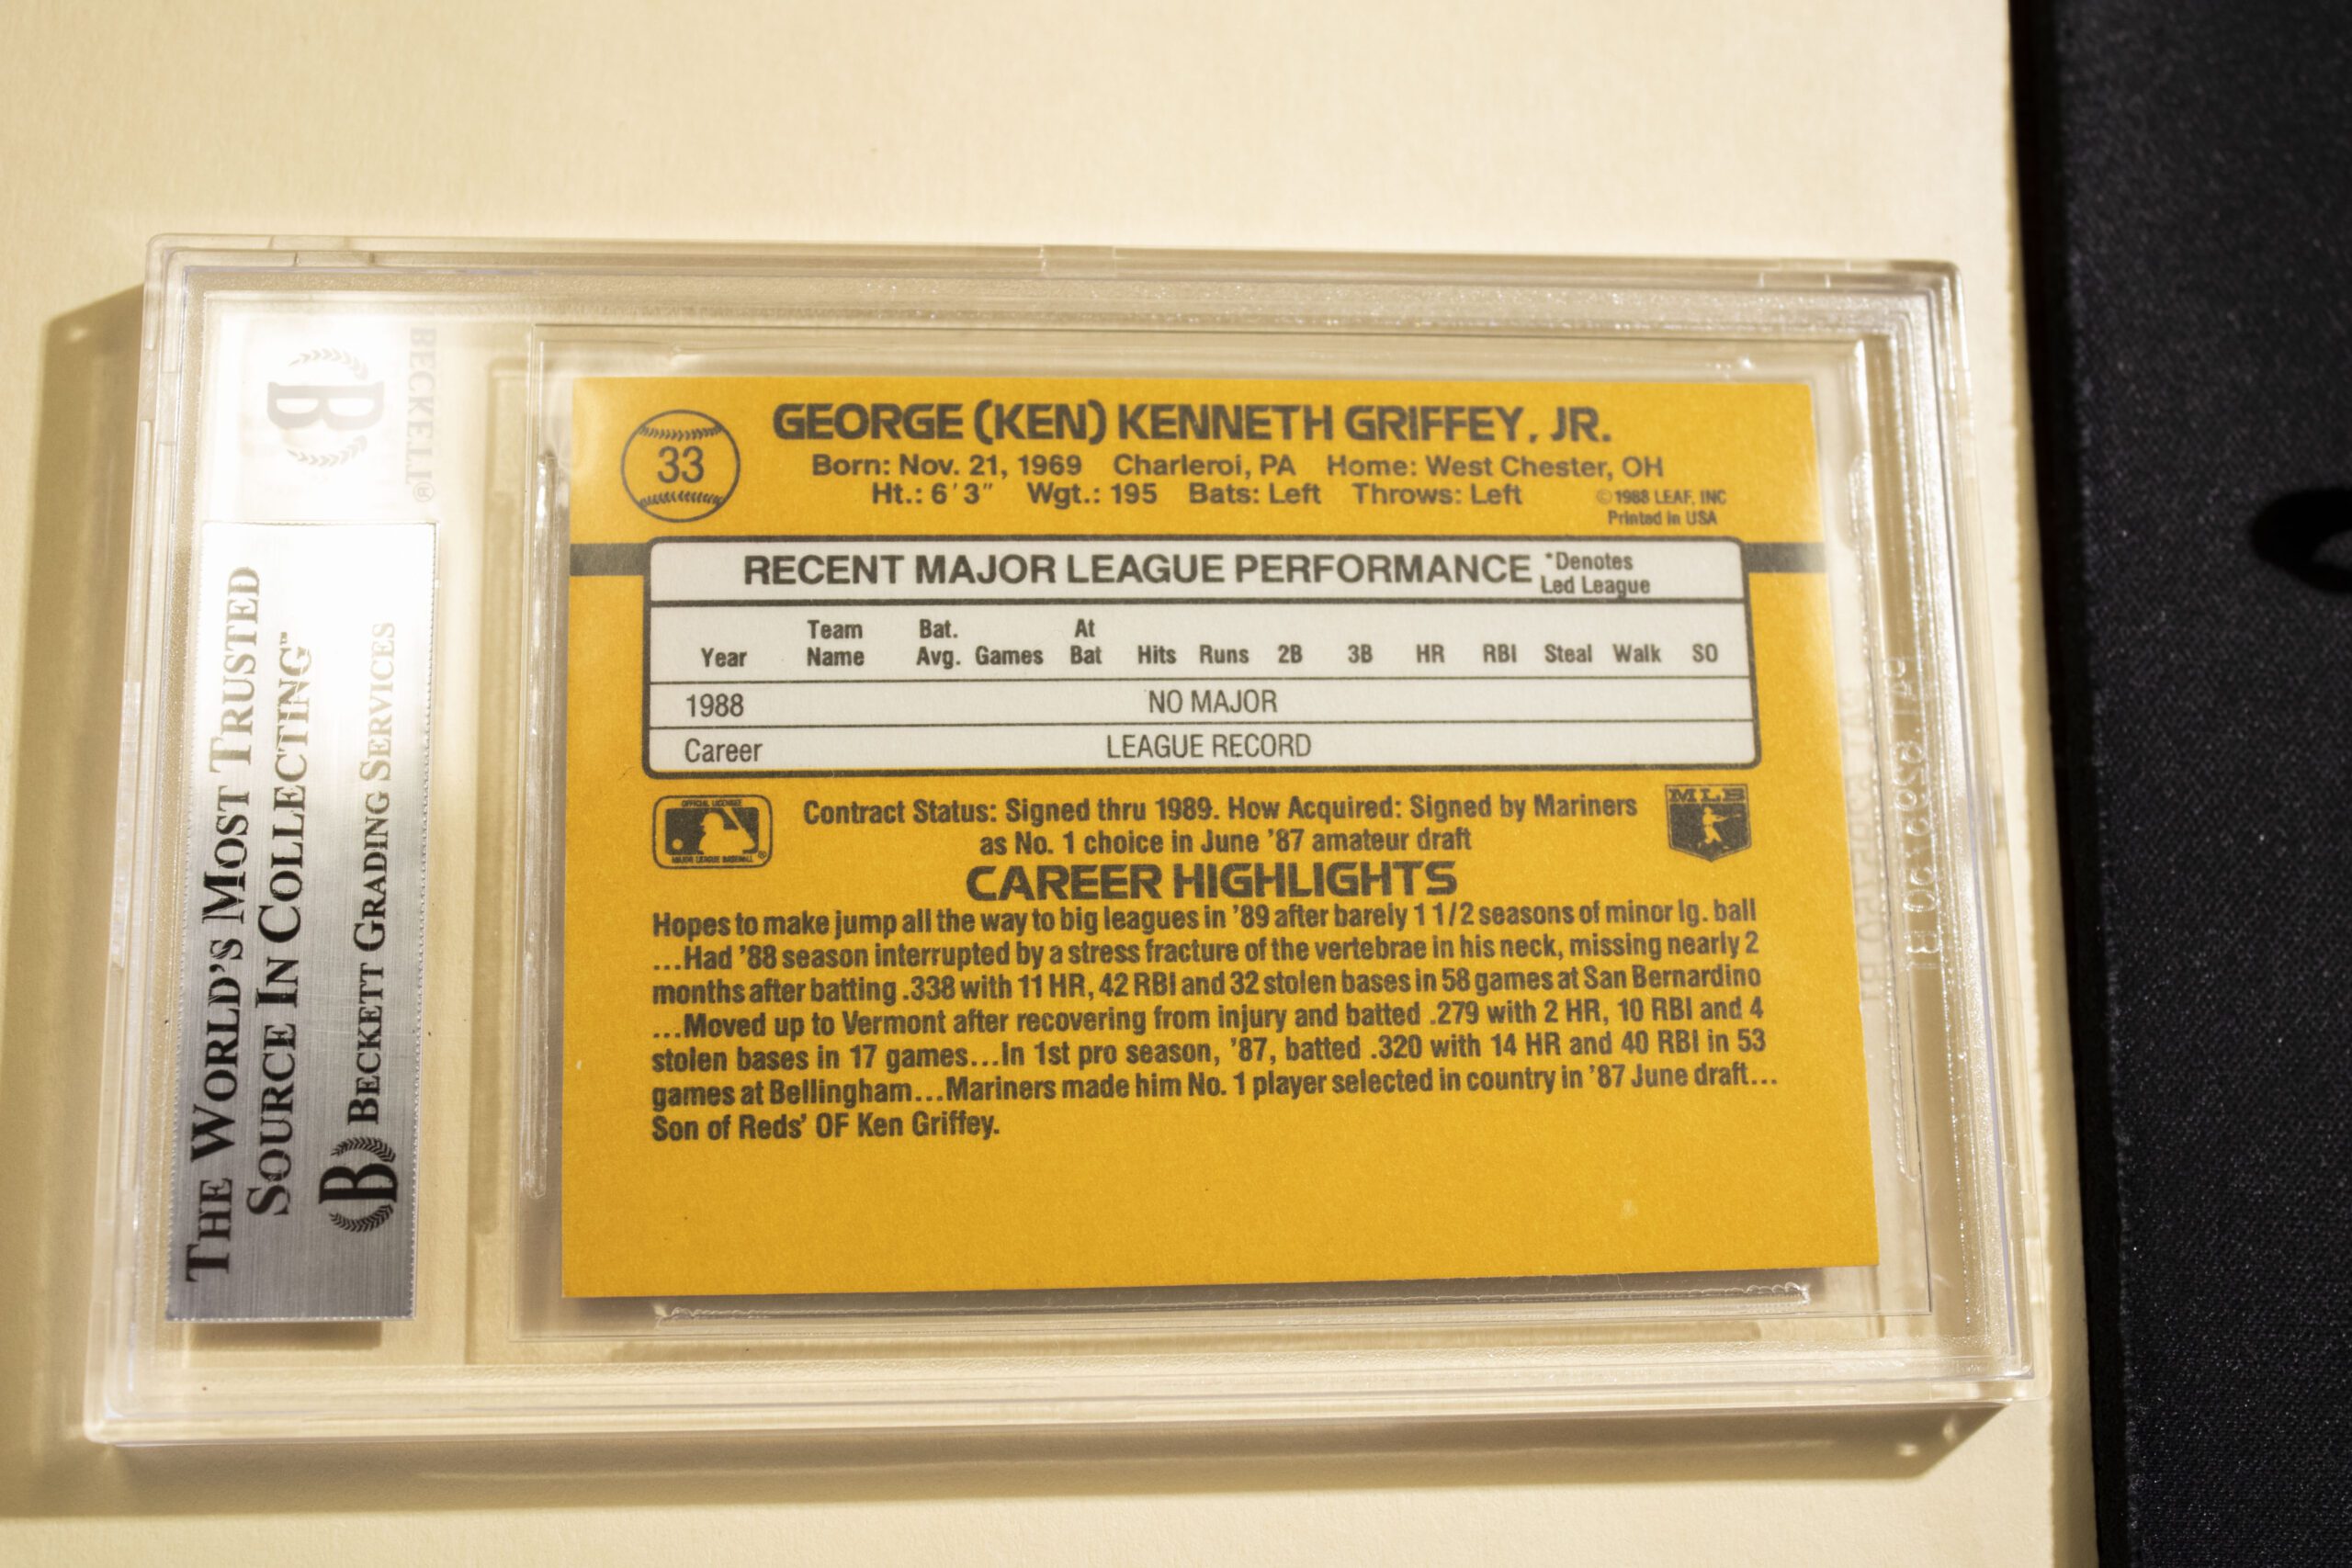 BECKETT®
B
THE WORLD'S MOST TRUSTED
SOURCE IN COLLECTING™
B BECKETT GRADING SERVICES
33
GEORGE (KEN) KENNETH GRIFFEY, JR.
Born: Nov. 21, 1969 Charleroi, PA Home: West Chester, OH
Ht.: 6'3" Wgt.: 195 Bats: Left Throws: Left
©1988 LEAF, INC
Printed in USA
RECENT MAJOR LEAGUE PERFORMANCE
*Denotes
Led League
Year Team Name Bat. Avg. Games At Bat Hits Runs 2B 3B HR RBI Steal Walk SO
1988 NO MAJOR
Career LEAGUE RECORD
OFFICIAL LICENSEE
MAJOR LEAGUE BASEBALL®
Contract Status: Signed thru 1989. How Acquired: Signed by Mariners
as No. 1 choice in June '87 amateur draft
MLB
CAREER HIGHLIGHTS
Hopes to make jump all the way to big leagues in '89 after barely 1 1/2 seasons of minor lg. ball
...Had '88 season interrupted by a stress fracture of the vertebrae in his neck, missing nearly 2
months after batting .338 with 11 HR, 42 RBI and 32 stolen bases in 58 games at San Bernardino
...Moved up to Vermont after recovering from injury and batted .279 with 2 HR, 10 RBI and 4
stolen bases in 17 games...In 1st pro season, '87, batted .320 with 14 HR and 40 RBI in 53
games at Bellingham...Mariners made him No. 1 player selected in country in '87 June draft...
Son of Reds' OF Ken Griffey.